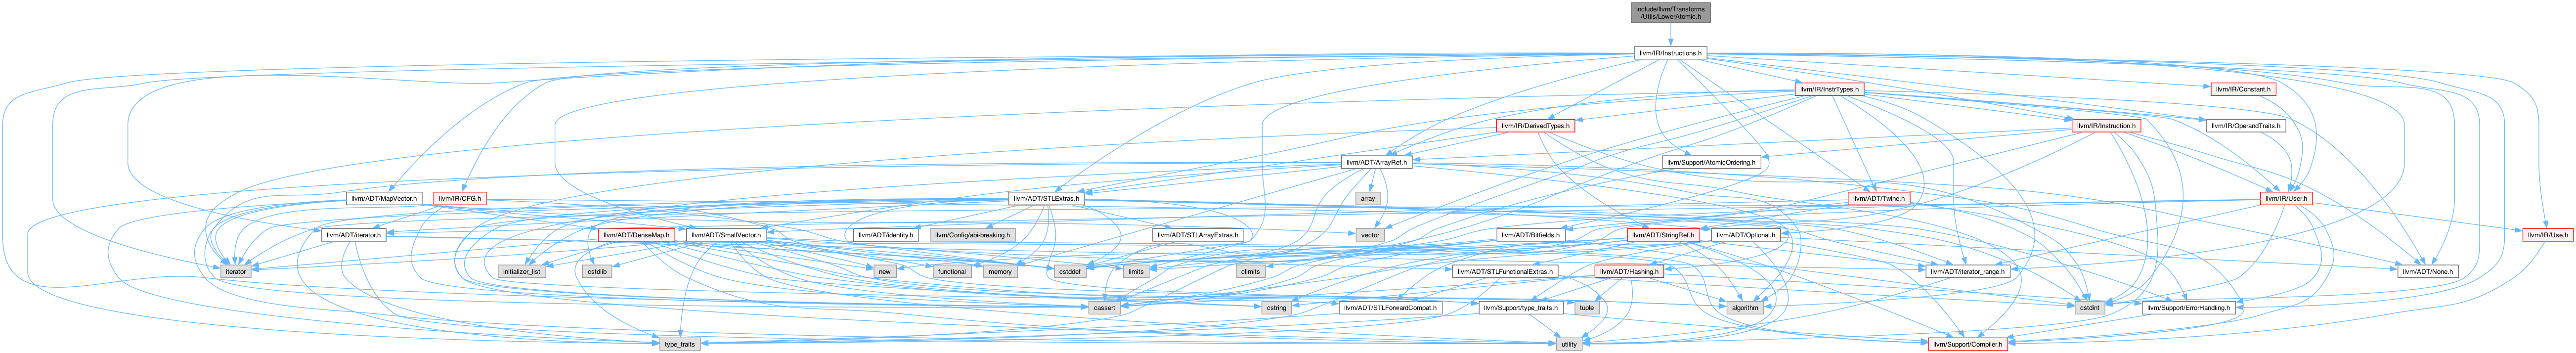 include/llvm/Transforms
/Utils/LowerAtomic.h
llvm/IR/Instructions.h
llvm/IR/InstrTypes.h
llvm/IR/Constant.h
llvm/IR/DerivedTypes.h
llvm/IR/Instruction.h
llvm/IR/OperandTraits.h
llvm/ADT/ArrayRef.h
llvm/Support/AtomicOrdering.h
llvm/ADT/MapVector.h
llvm/IR/CFG.h
llvm/ADT/STLExtras.h
array
llvm/ADT/Twine.h
llvm/IR/User.h
llvm/ADT/iterator.h
llvm/ADT/DenseMap.h
llvm/ADT/SmallVector.h
llvm/ADT/identity.h
llvm/Config/abi-breaking.h
llvm/ADT/STLArrayExtras.h
vector
llvm/ADT/Bitfields.h
llvm/ADT/StringRef.h
llvm/ADT/Optional.h
llvm/IR/Use.h
iterator
initializer_list
cstdlib
new
functional
memory
cstddef
limits
climits
llvm/ADT/STLFunctionalExtras.h
llvm/ADT/Hashing.h
llvm/ADT/iterator_range.h
llvm/ADT/None.h
cassert
cstring
llvm/ADT/STLForwardCompat.h
llvm/Support/type_traits.h
tuple
algorithm
cstdint
llvm/Support/ErrorHandling.h
type_traits
utility
llvm/Support/Compiler.h